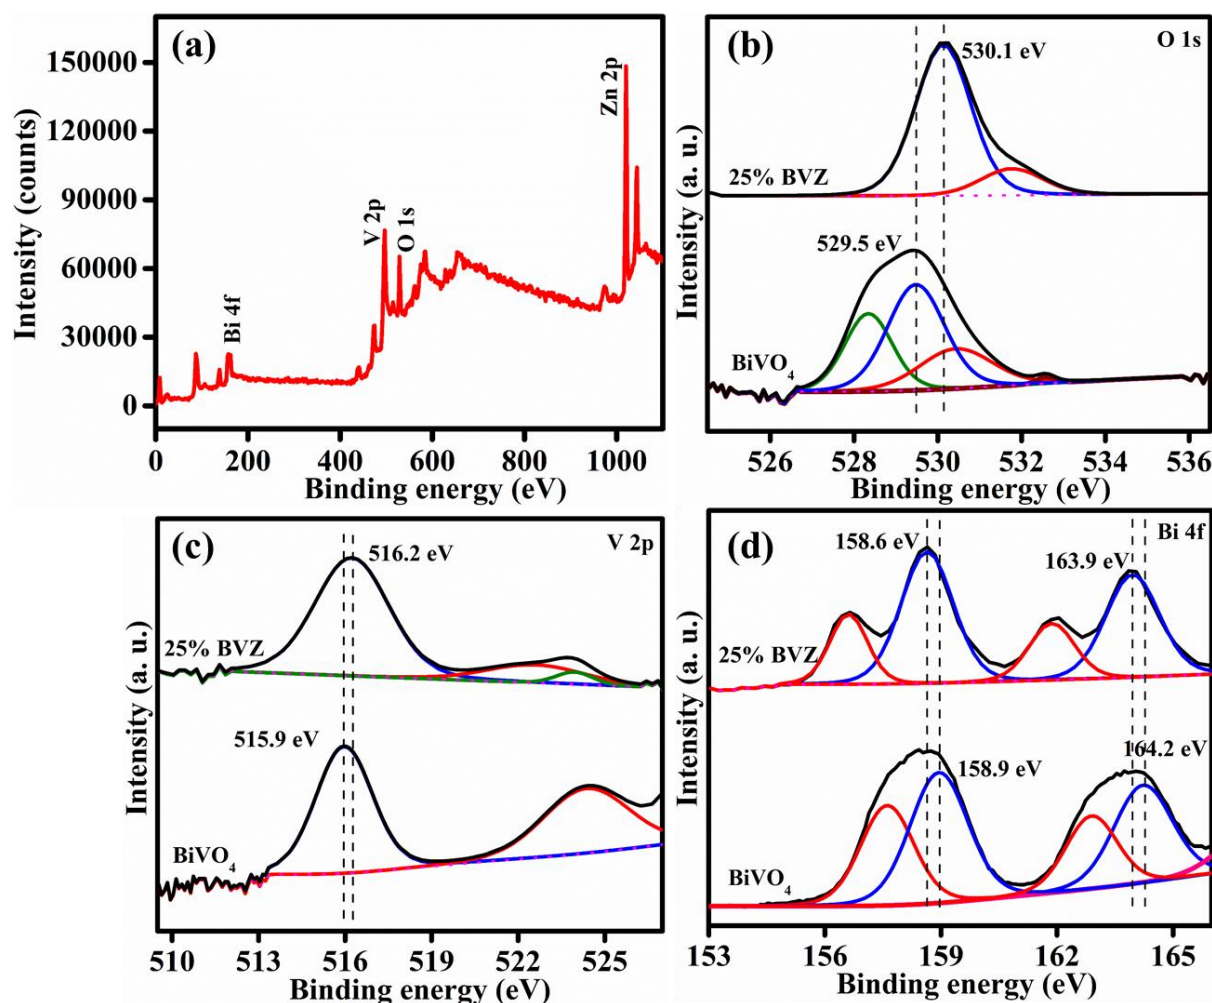 (a)
Intensity (counts)
150000
120000
90000
60000
30000
0
Bi 4f
V 2p
O 1s
Zn 2p
0 200 400 600 800 1000
Binding energy (eV)
(b)
O 1s
530.1 eV
25% BVZ
529.5 eV
BiVO4
Intensity (a. u.)
526 528 530 532 534 536
Binding energy (eV)
(c)
V 2p
516.2 eV
25% BVZ
515.9 eV
BiVO4
Intensity (a. u.)
510 513 516 519 522 525
Binding energy (eV)
(d)
Bi 4f
158.6 eV
163.9 eV
25% BVZ
164.2 eV
158.9 eV
BiVO4
Intensity (a. u.)
153 156 159 162 165
Binding energy (eV)